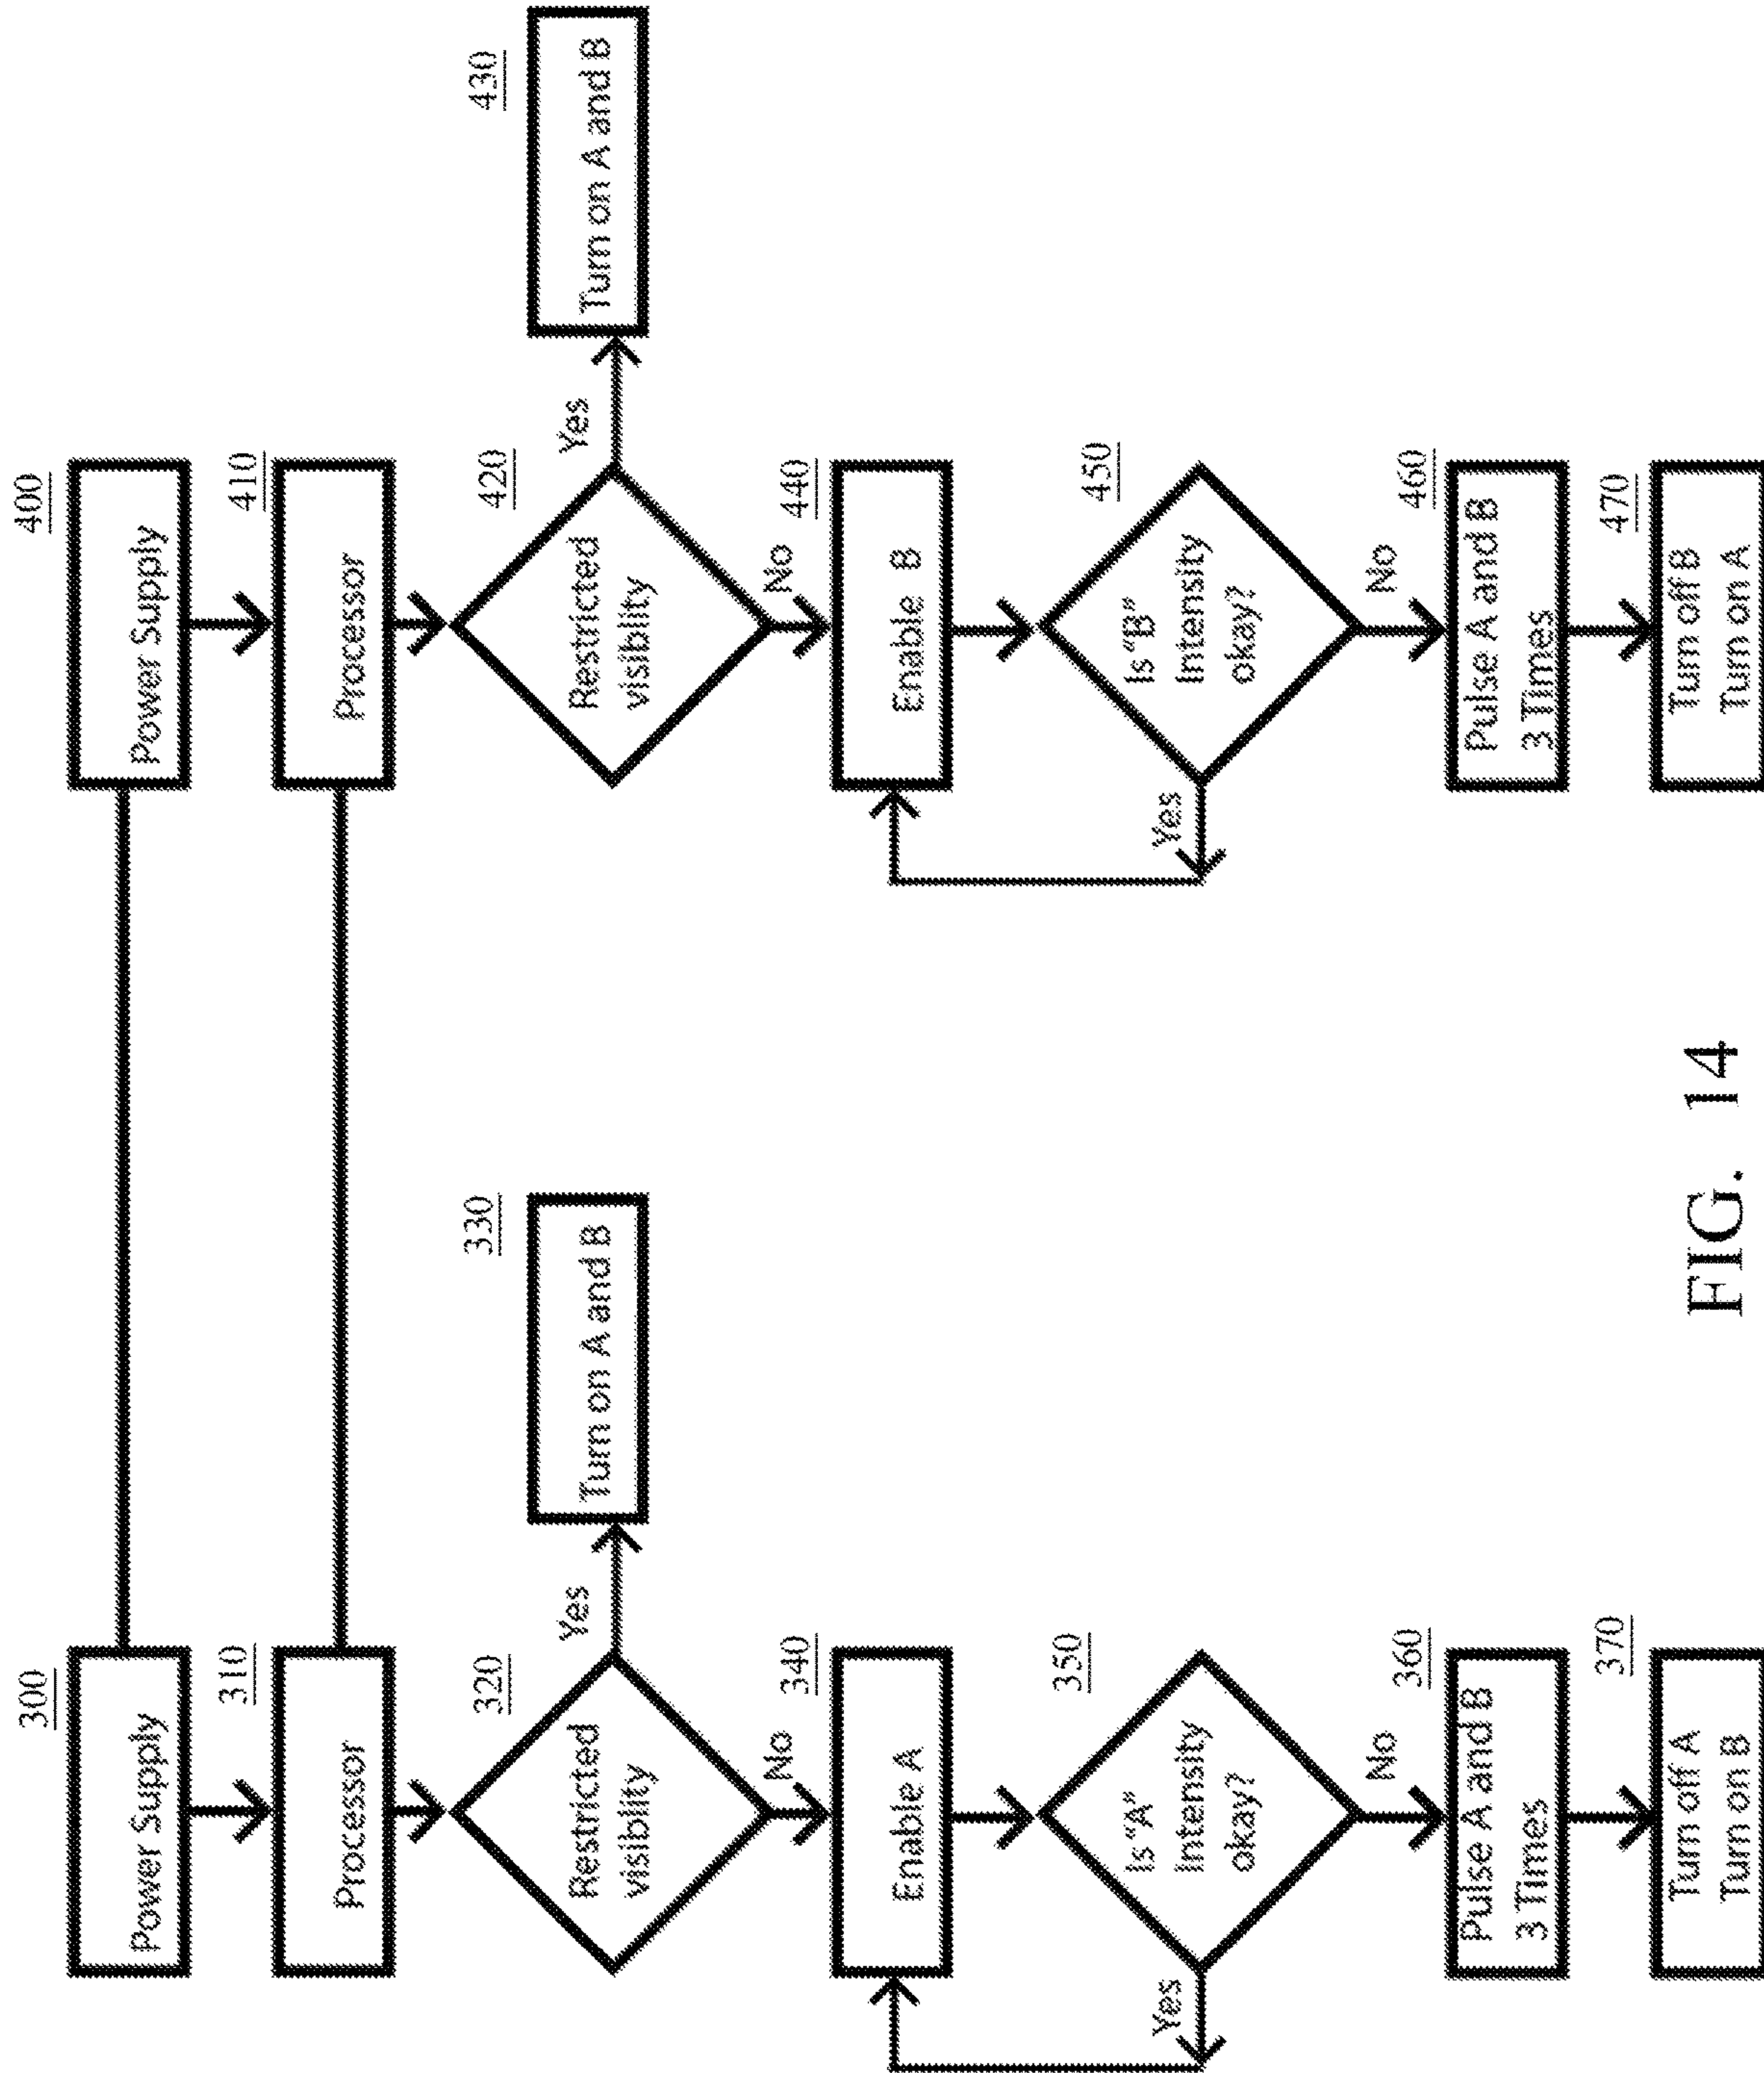 300
Power Supply
310
Processor
320
Restricted
visiblity
Yes
330
Turn on A and B
No
340
Enable A
350
Is "A"
Intensity
okay?
Yes
No
360
Pulse A and B
3 Times
370
Turn off A
Turn on B
400
Power Supply
410
Processor
420
Restricted
visiblity
Yes
430
Turn on A and B
No
440
Enable B
450
Is "B"
Intensity
okay?
Yes
No
460
Pulse A and B
3 Times
470
Turn off B
Turn on A
FIG. 14